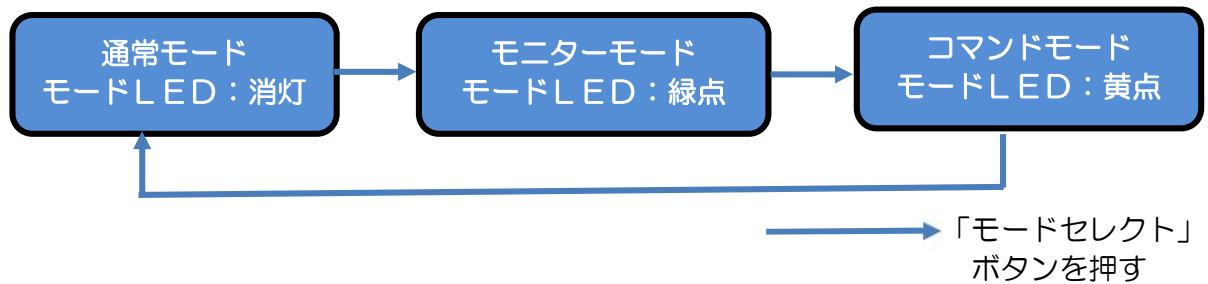 通常モード
モードＬＥＤ：消灯
モニターモード
モードＬＥＤ：緑点
コマンドモード
モードＬＥＤ：黄点
「モードセレクト」
ボタンを押す